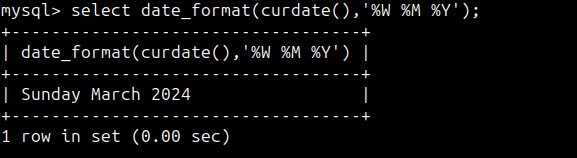 mysql> select date_format(curdate(),'%W %M %Y');
+-----------------------------------+
| date_format(curdate(),'%W %M %Y') |
+-----------------------------------+
| Sunday March 2024                 |
+-----------------------------------+
1 row in set (0.00 sec)